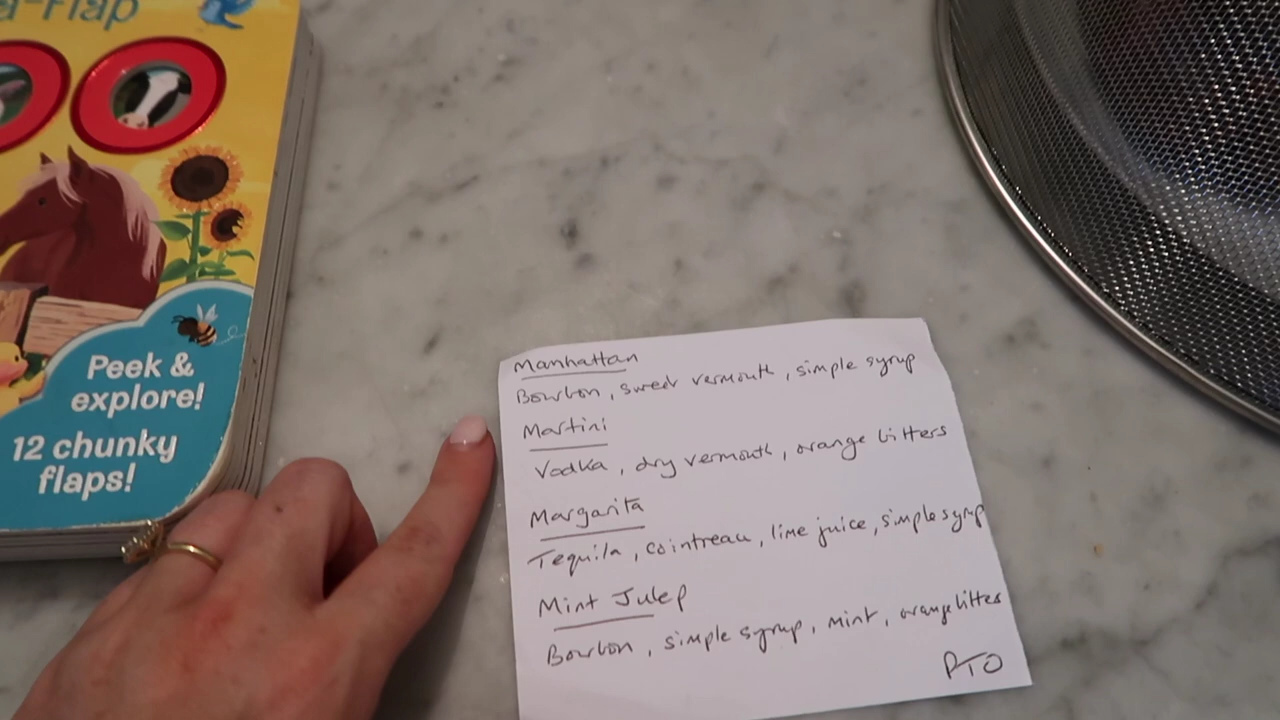 a-Flap
Peek &
explore!
12 chunky
flaps!
Manhattan
Bourbon, sweet vermouth, simple syrup
Martini
Vodka, dry vermouth, orange bitters
Margarita
Tequila, cointreau, lime juice, simple syrup
Mint Julep
Bourbon, simple syrup, mint, orange bitter
PTO